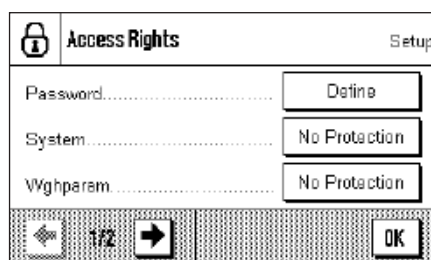 Access Rights Setup
Password Define
System No Protection
Wghparam No Protection
1/2 OK